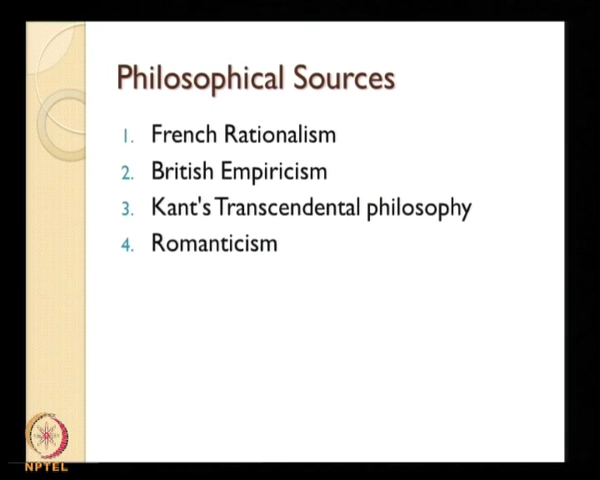 Philosophical Sources
1. French Rationalism
2. British Empiricism
3. Kant's Transcendental philosophy
4. Romanticism
NPTEL